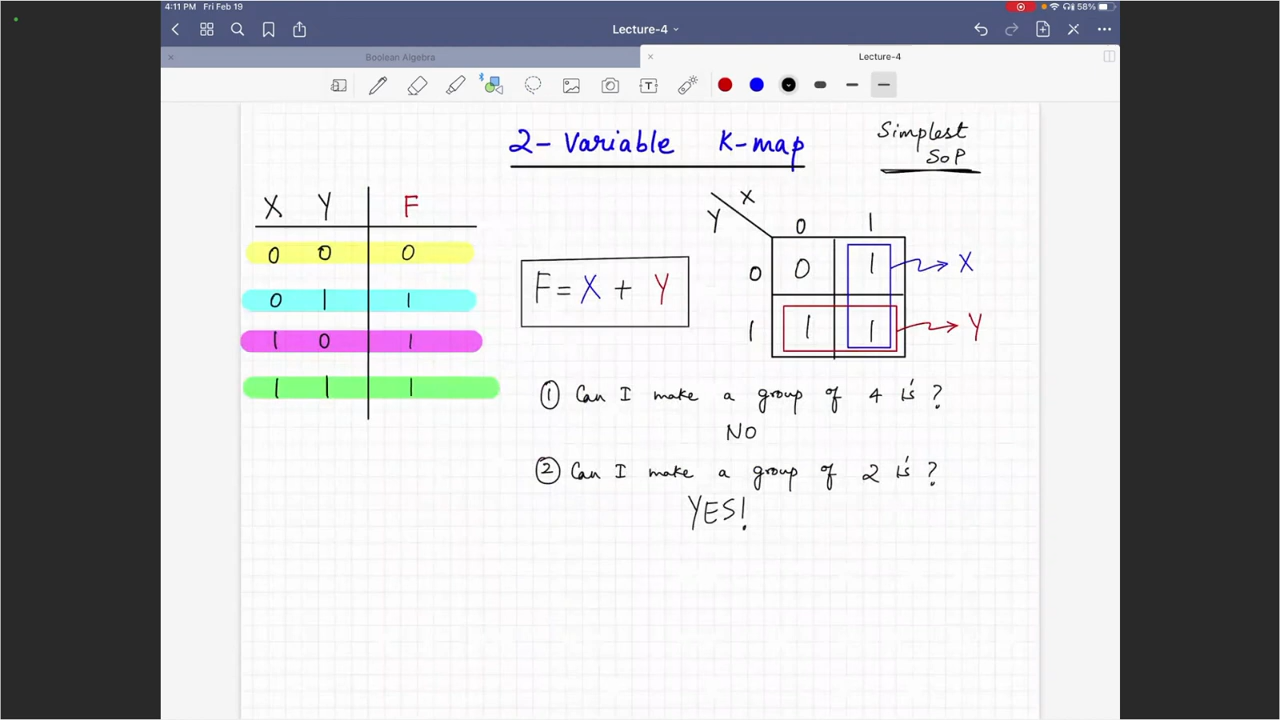 4:11 PM Fri Feb 19
58%
Lecture-4
Boolean Algebra
Lecture-4
T
2-Variable K-map
Simplest
SoP
X Y F
0 0 0
0 1 1
1 0 1
1 1 1
F = X + Y
X
Y
0 1
0 0 1 X
1 1 1 Y
① Can I make a group of 4 1s'?
NO
② Can I make a group of 2 1s'?
YES!